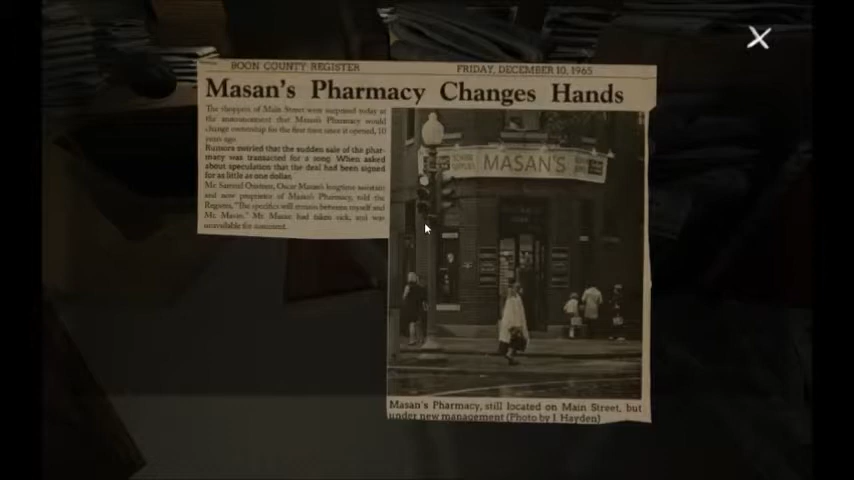 BOON COUNTY REGISTER
FRIDAY, DECEMBER 10, 1965
Masan's Pharmacy Changes Hands
The shoppers of Main Street were surprised today at
the announcement that Masan's Pharmacy would
change ownership for the first time since it opened, 10
years ago.
Rumors swirled that the sudden sale of the phar-
macy was transacted for a song. When asked
about speculation that the deal had been signed
for as little as one dollar.
Mr. Samuel Oisman, Oscar Masan's longtime assistant
and now proprietor of Masan's Pharmacy, told the
Register, "The specifics will remain between myself and
Mr. Masan." Mr. Masan had taken sick, and was
unavailable for comment.
MASAN'S
Masan's Pharmacy, still located on Main Street, but
under new management (Photo by I. Hayden)